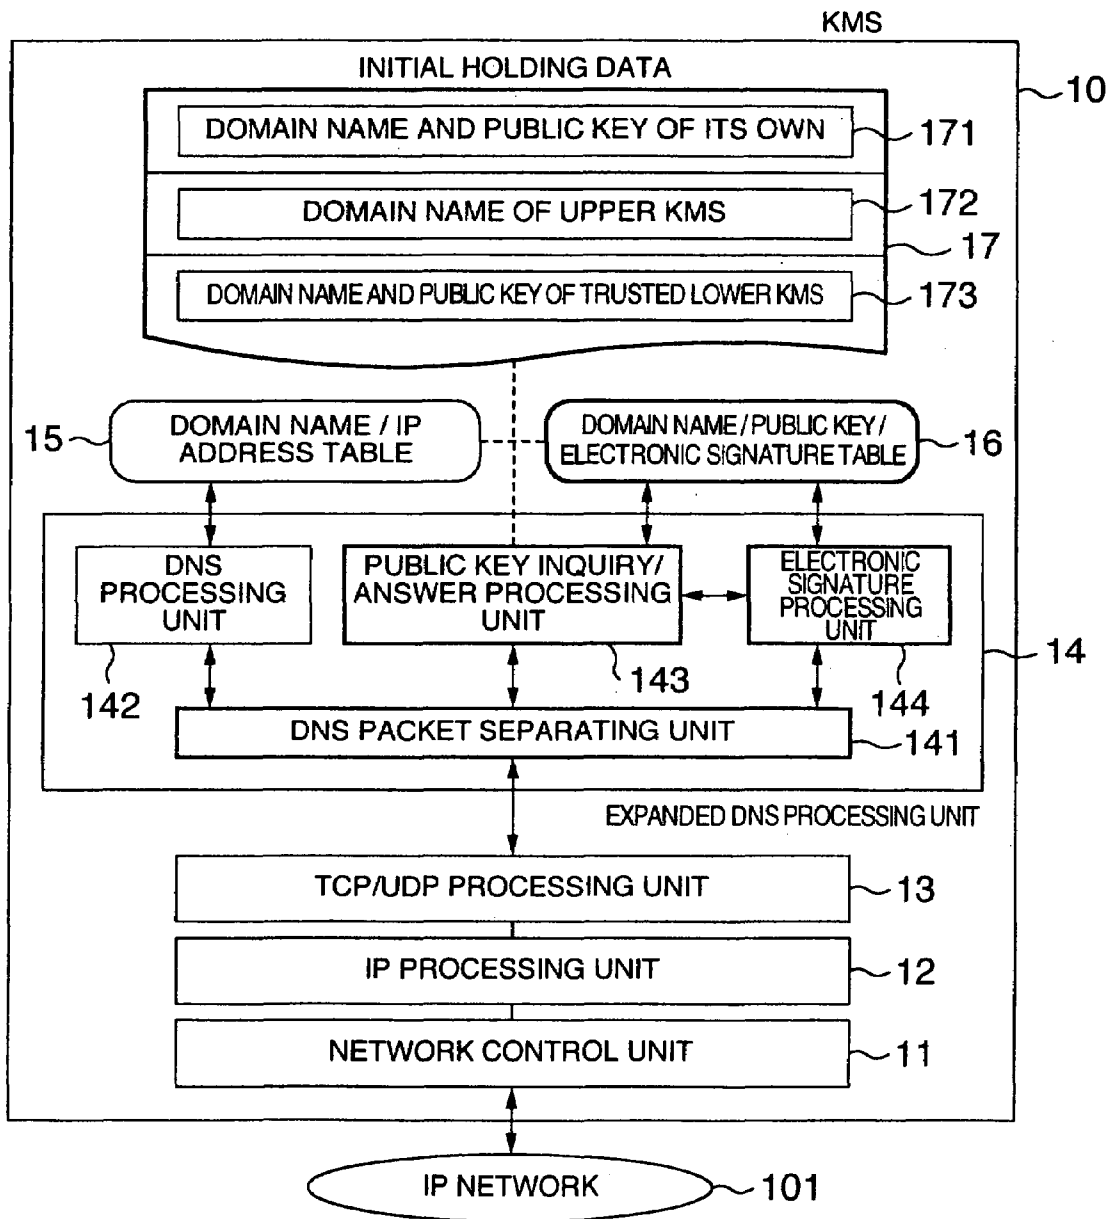 KMS
INITIAL HOLDING DATA
10
DOMAIN NAME AND PUBLIC KEY OF ITS OWN
171
DOMAIN NAME OF UPPER KMS
172
17
DOMAIN NAME AND PUBLIC KEY OF TRUSTED LOWER KMS
173
15
DOMAIN NAME / IP
ADDRESS TABLE
DOMAIN NAME / PUBLIC KEY /
ELECTRONIC SIGNATURE TABLE
16
DNS
PROCESSING
UNIT
PUBLIC KEY INQUIRY/
ANSWER PROCESSING
UNIT
ELECTRONIC
SIGNATURE
PROCESSING
UNIT
14
142
143
144
DNS PACKET SEPARATING UNIT
141
EXPANDED DNS PROCESSING UNIT
TCP/UDP PROCESSING UNIT
13
IP PROCESSING UNIT
12
NETWORK CONTROL UNIT
11
IP NETWORK
101